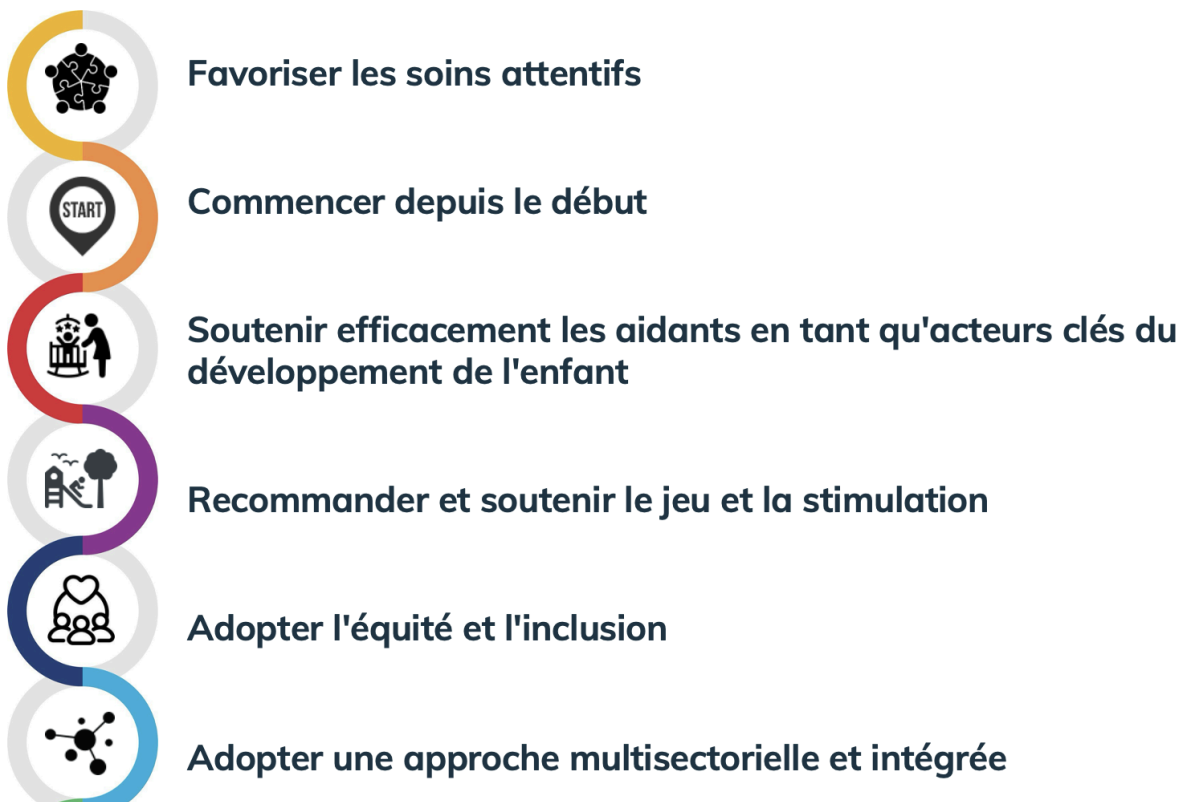 Favoriser les soins attentifs
START
Commencer depuis le début
Soutenir efficacement les aidants en tant qu'acteurs clés du
développement de l'enfant
Recommander et soutenir le jeu et la stimulation
Adopter l'équité et l'inclusion
Adopter une approche multisectorielle et intégrée